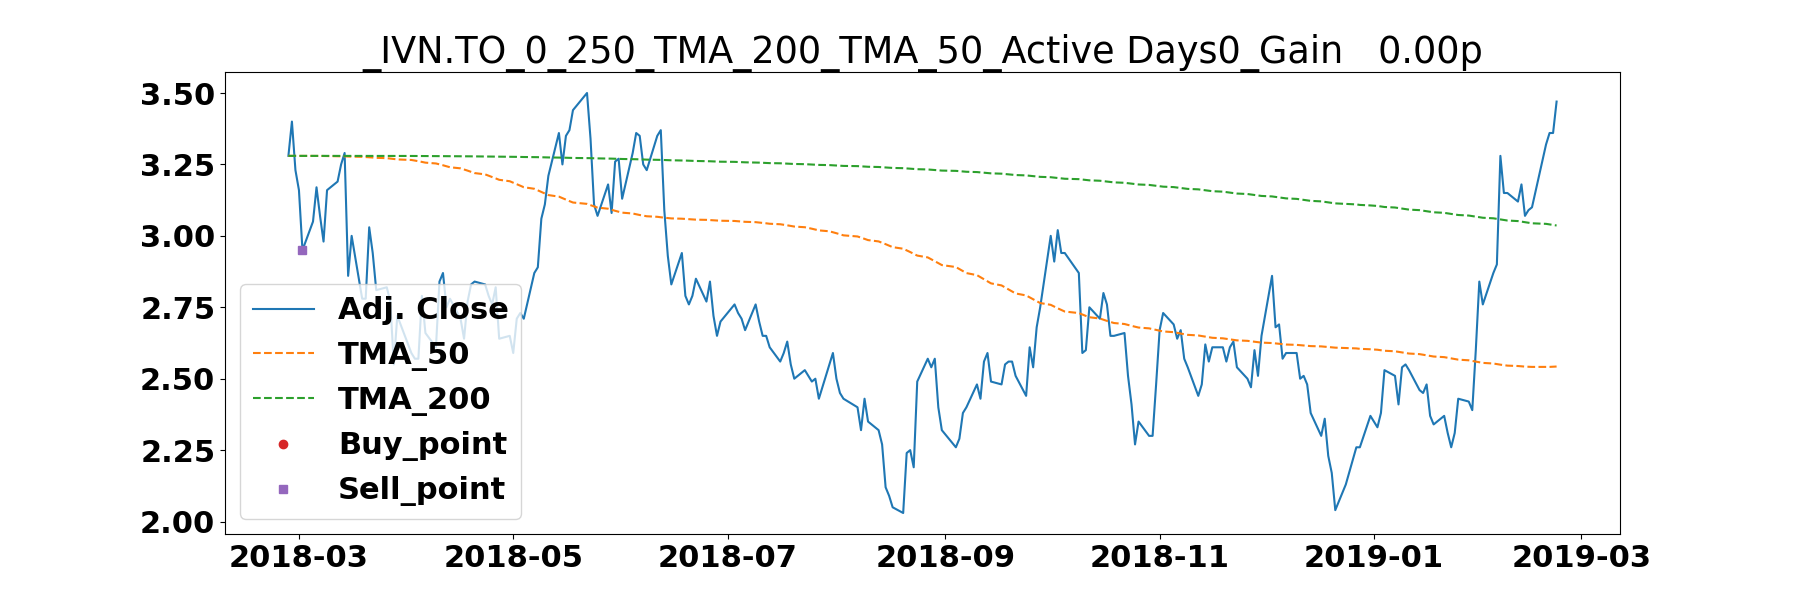 _IVN.TO_0_250_TMA_200_TMA_50_Active Days0_Gain   0.00p
3.50
3.25
3.00
2.75
2.50
2.25
2.00
Adj. Close
TMA_50
TMA_200
Buy_point
Sell_point
2018-03 2018-05 2018-07 2018-09 2018-11 2019-01 2019-03